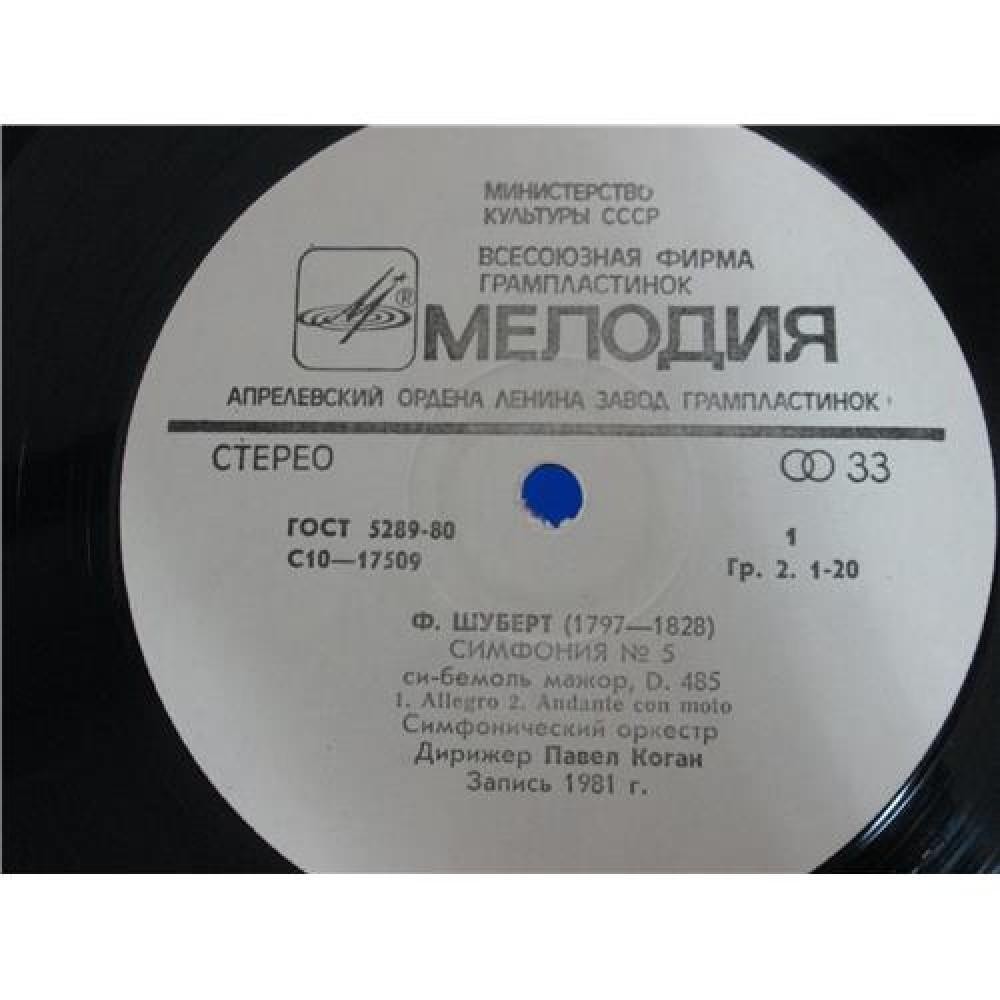 МИНИСТЕРСТВО
КУЛЬТУРЫ СССР
ВСЕСОЮЗНАЯ ФИРМА
ГРАМПЛАСТИНОК
®
МЕЛОДИЯ
АПРЕЛЕВСКИЙ ОРДЕНА ЛЕНИНА ЗАВОД ГРАМПЛАСТИНОК
СТЕРЕО 33
ГОСТ 5289-80 1
С10—17509 Гр. 2. 1-20
Ф. ШУБЕРТ (1797—1828)
СИМФОНИЯ № 5
си-бемоль мажор, D. 485
1. Allegro 2. Andante con moto
Симфонический оркестр
Дирижер Павел Коган
Запись 1981 г.